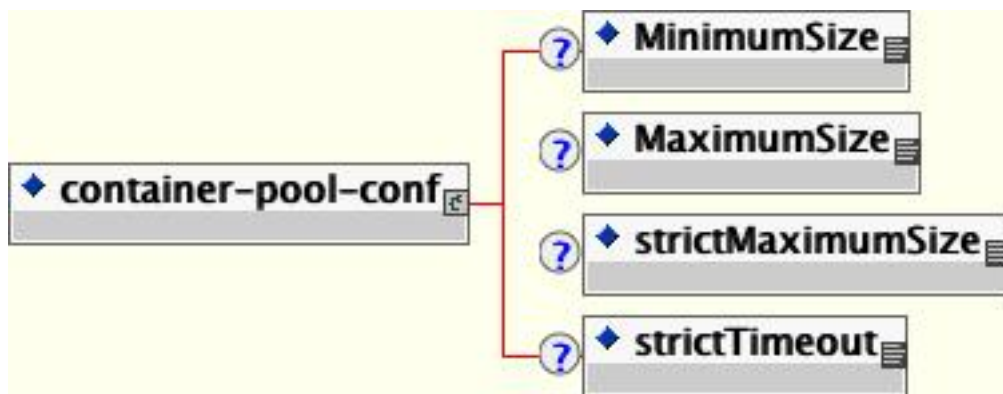 MinimumSize
?
MaximumSize
?
container-pool-conf
strictMaximumSize
?
strictTimeout
?